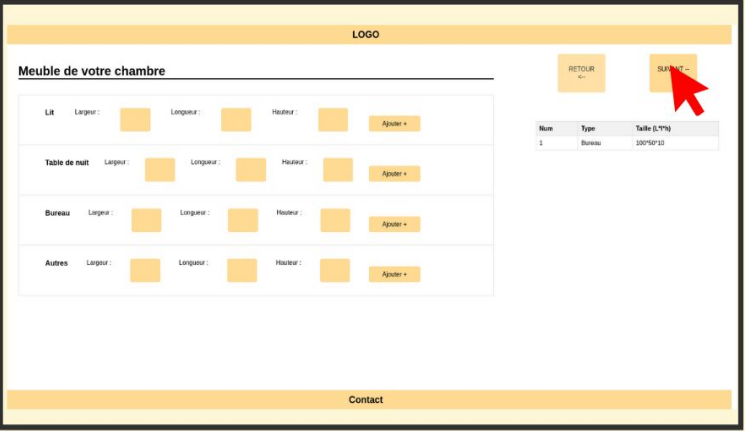 LOGO
Meuble de votre chambre
RETOUR
<--
Lit Largeur : Longueur : Hauteur : Ajouter +
Table de nuit Largeur : Longueur : Hauteur : Ajouter +
Bureau Largeur : Longueur : Hauteur : Ajouter +
Autres Largeur : Longueur : Hauteur : Ajouter +
Num Type Taille (L*l*h)
1 Bureau 100*50*10
Contact